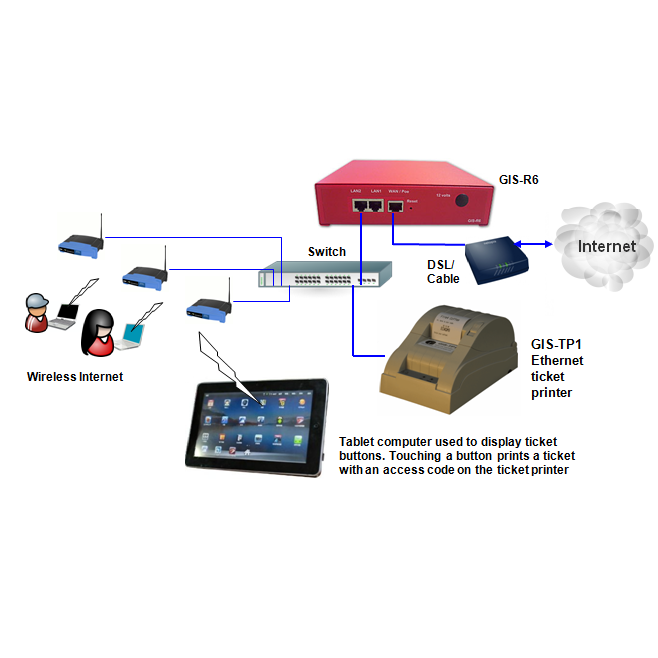 GIS-R6
LAN2 LAN1 WAN / Poe
Reset
12 volts
GIS-R6
Switch
DSL/
Cable
Internet
GIS-TP1
Ethernet
ticket
printer
Wireless Internet
Tablet computer used to display ticket
buttons. Touching a button prints a ticket
with an access code on the ticket printer